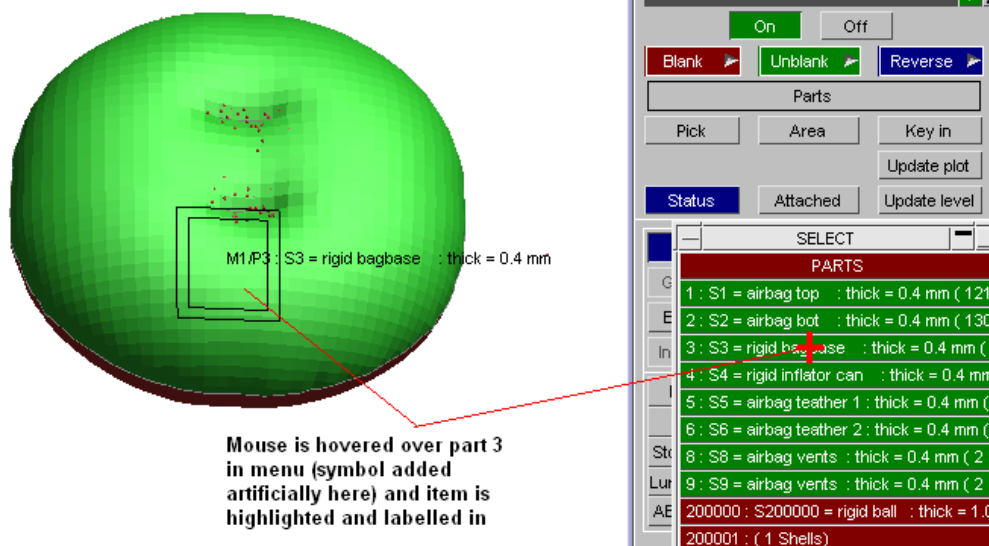 On Off
Blank Unblank Reverse
Parts
Pick Area Key in
Update plot
Status Attached Update level
SELECT
PARTS
1 : S1 = airbag top : thick = 0.4 mm ( 121
2 : S2 = airbag bot : thick = 0.4 mm ( 130
3 : S3 = rigid bagbase : thick = 0.4 mm (
4 : S4 = rigid inflator can : thick = 0.4 mm
5 : S5 = airbag teather 1 : thick = 0.4 mm (
6 : S6 = airbag teather 2 : thick = 0.4 mm (
8 : S8 = airbag vents : thick = 0.4 mm ( 2
9 : S9 = airbag vents : thick = 0.4 mm ( 2
200000 : S200000 = rigid ball : thick = 1.0
200001 : ( 1 Shells)
M1/P3 : S3 = rigid bagbase : thick = 0.4 mm
Mouse is hovered over part 3
in menu (symbol added
artificially here) and item is
highlighted and labelled in